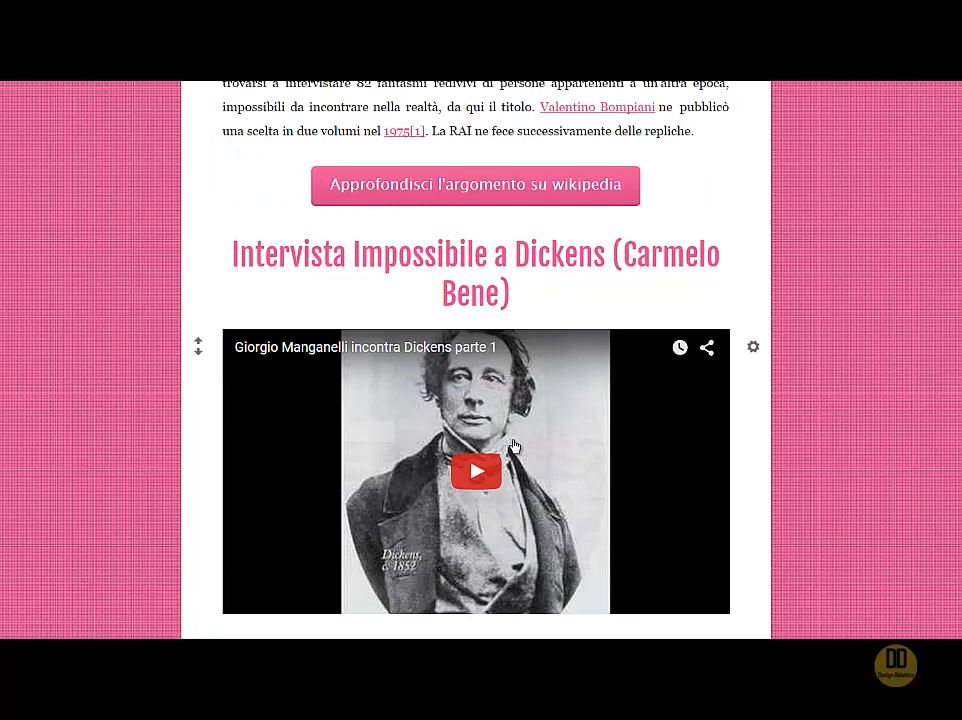 trovarsi a intervistare 82 fantasmi redivivi di persone appartenenti a un'altra epoca,
impossibili da incontrare nella realtà, da qui il titolo. Valentino Bompiani ne pubblicò
una scelta in due volumi nel 1975[1]. La RAI ne fece successivamente delle repliche.
Approfondisci l'argomento su wikipedia
Intervista Impossibile a Dickens (Carmelo
Bene)
Giorgio Manganelli incontra Dickens parte 1
Dickens,
c. 1852
DD
Design Didattico